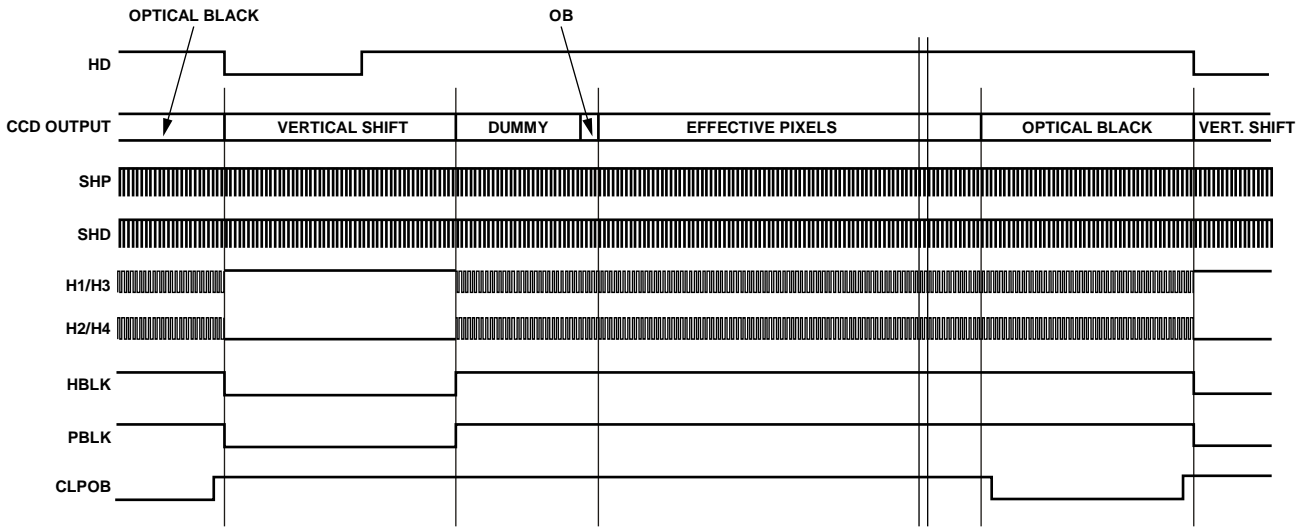 OPTICAL BLACK
OB
HD
CCD OUTPUT
VERTICAL SHIFT
DUMMY
EFFECTIVE PIXELS
OPTICAL BLACK
VERT. SHIFT
SHP
SHD
H1/H3
H2/H4
HBLK
PBLK
CLPOB